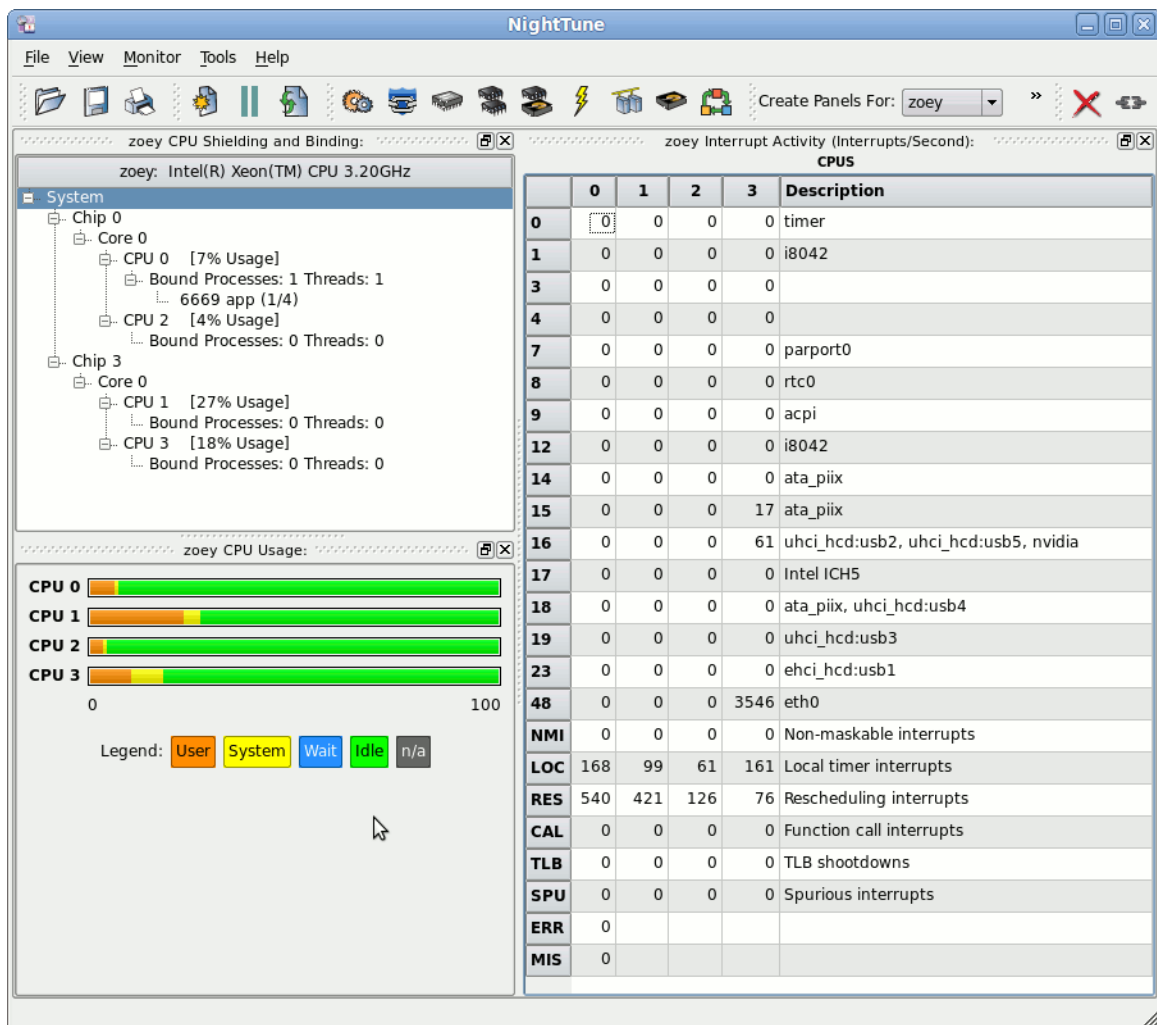 NightTune
File View Monitor Tools Help
Create Panels For: zoey »
zoey CPU Shielding and Binding:
zoey: Intel(R) Xeon(TM) CPU 3.20GHz
System
Chip 0
Core 0
CPU 0 [7% Usage]
Bound Processes: 1 Threads: 1
6669 app (1/4)
CPU 2 [4% Usage]
Bound Processes: 0 Threads: 0
Chip 3
Core 0
CPU 1 [27% Usage]
Bound Processes: 0 Threads: 0
CPU 3 [18% Usage]
Bound Processes: 0 Threads: 0
zoey CPU Usage:
CPU 0
CPU 1
CPU 2
CPU 3
0 100
Legend: User System Wait Idle n/a
zoey Interrupt Activity (Interrupts/Second):
CPUS
0 1 2 3 Description
0 0 0 0 0 timer
1 0 0 0 0 i8042
3 0 0 0 0
4 0 0 0 0
7 0 0 0 0 parport0
8 0 0 0 0 rtc0
9 0 0 0 0 acpi
12 0 0 0 0 i8042
14 0 0 0 0 ata_piix
15 0 0 0 17 ata_piix
16 0 0 0 61 uhci_hcd:usb2, uhci_hcd:usb5, nvidia
17 0 0 0 0 Intel ICH5
18 0 0 0 0 ata_piix, uhci_hcd:usb4
19 0 0 0 0 uhci_hcd:usb3
23 0 0 0 0 ehci_hcd:usb1
48 0 0 0 3546 eth0
NMI 0 0 0 0 Non-maskable interrupts
LOC 168 99 61 161 Local timer interrupts
RES 540 421 126 76 Rescheduling interrupts
CAL 0 0 0 0 Function call interrupts
TLB 0 0 0 0 TLB shootdowns
SPU 0 0 0 0 Spurious interrupts
ERR 0
MIS 0